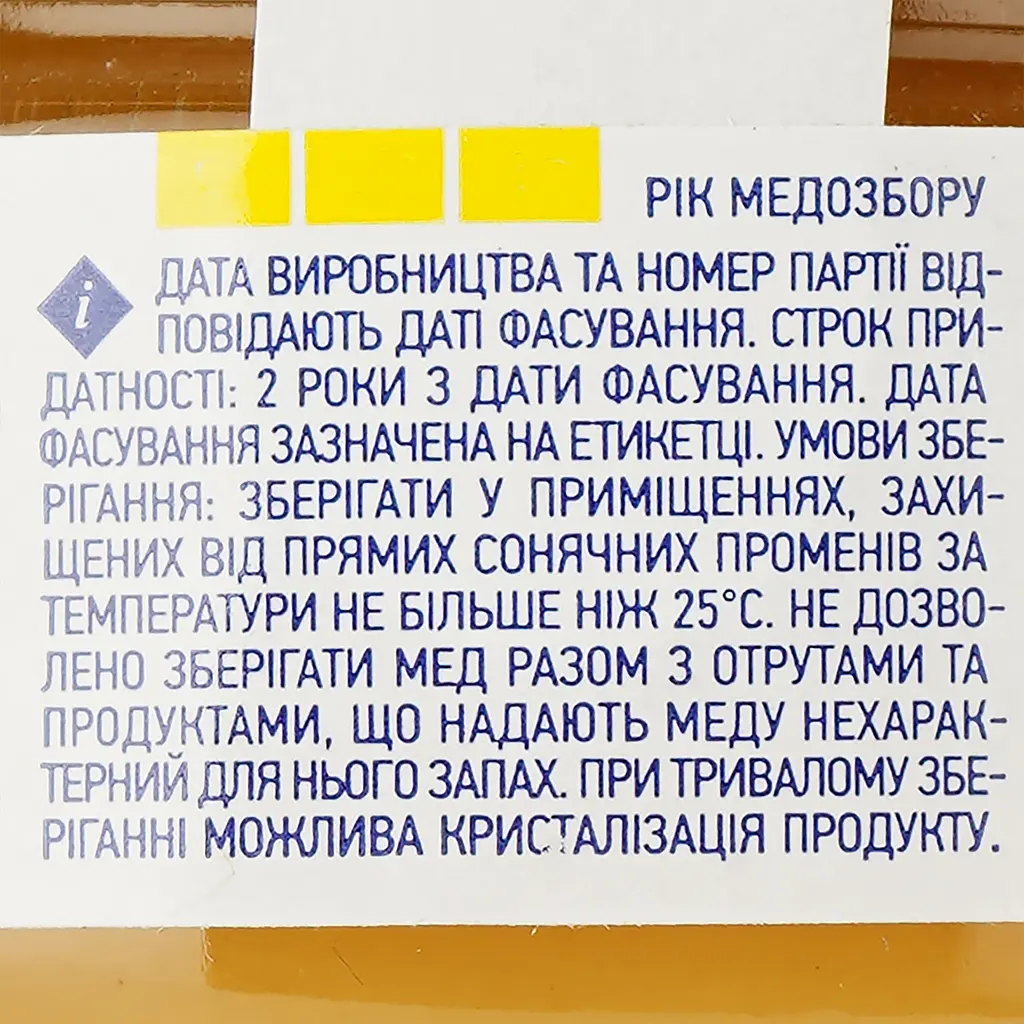 РІК МЕДОЗБОРУ
i
ДАТА ВИРОБНИЦТВА ТА НОМЕР ПАРТІЇ ВІД-
ПОВІДАЮТЬ ДАТІ ФАСУВАННЯ. СТРОК ПРИ-
ДАТНОСТІ: 2 РОКИ З ДАТИ ФАСУВАННЯ. ДАТА
ФАСУВАННЯ ЗАЗНАЧЕНА НА ЕТИКЕТЦІ. УМОВИ ЗБЕ-
РІГАННЯ: ЗБЕРІГАТИ У ПРИМІЩЕННЯХ, ЗАХИ-
ЩЕНИХ ВІД ПРЯМИХ СОНЯЧНИХ ПРОМЕНІВ ЗА
ТЕМПЕРАТУРИ НЕ БІЛЬШЕ НІЖ 25°С. НЕ ДОЗВО-
ЛЕНО ЗБЕРІГАТИ МЕД РАЗОМ З ОТРУТАМИ ТА
ПРОДУКТАМИ, ЩО НАДАЮТЬ МЕДУ НЕХАРАК-
ТЕРНИЙ ДЛЯ НЬОГО ЗАПАХ. ПРИ ТРИВАЛОМУ ЗБЕ-
РІГАННІ МОЖЛИВА КРИСТАЛІЗАЦІЯ ПРОДУКТУ.